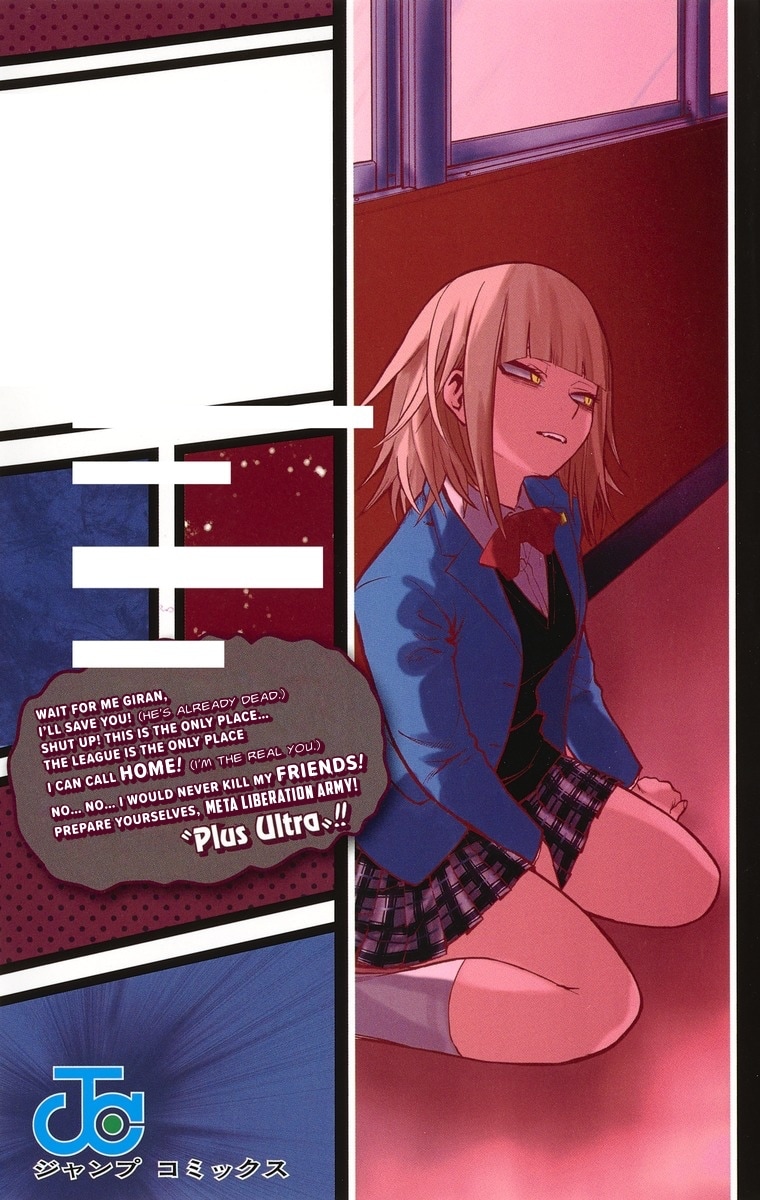 WAIT FOR ME GIRAN,
I'LL SAVE YOU! (HE'S ALREADY DEAD.)
SHUT UP! THIS IS THE ONLY PLACE...
THE LEAGUE IS THE ONLY PLACE
I CAN CALL HOME! (I'M THE REAL YOU.)
NO... NO... I WOULD NEVER KILL MY FRIENDS!
PREPARE YOURSELVES, META LIBERATION ARMY!
"Plus Ultra"!!
JC
ジャンプ コミックス